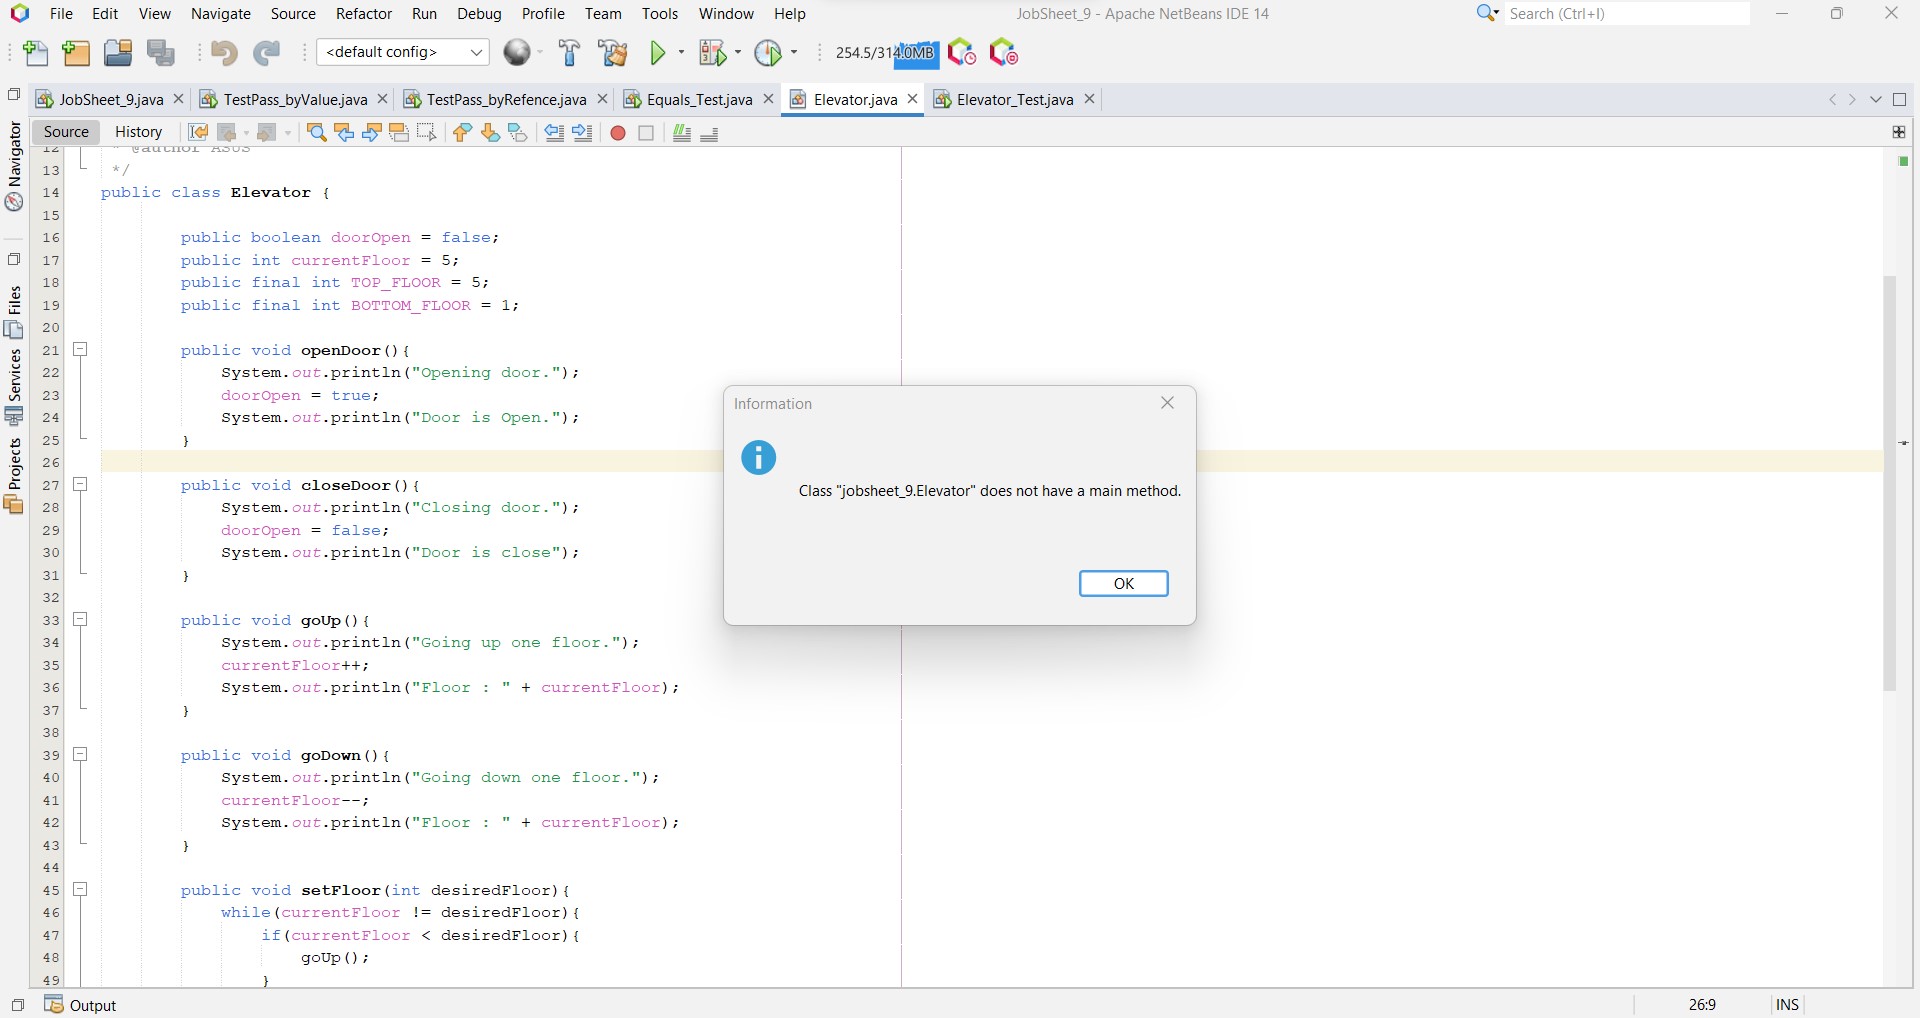 File Edit View Navigate Source Refactor Run Debug Profile Team Tools Window Help JobSheet_9 - Apache NetBeans IDE 14 Search (Ctrl+I)
<default config> 254.5/314.0MB
JobSheet_9.java TestPass_byValue.java TestPass_byRefence.java Equals_Test.java Elevator.java Elevator_Test.java
Source History
Navigator
Files
Services
Projects
12 * @author ASUS
13 */
14 public class Elevator {
15
16 public boolean doorOpen = false;
17 public int currentFloor = 5;
18 public final int TOP_FLOOR = 5;
19 public final int BOTTOM_FLOOR = 1;
20
21 public void openDoor(){
22 System.out.println("Opening door.");
23 doorOpen = true;
24 System.out.println("Door is Open.");
25 }
26
27 public void closeDoor(){
28 System.out.println("Closing door.");
29 doorOpen = false;
30 System.out.println("Door is close");
31 }
32
33 public void goUp(){
34 System.out.println("Going up one floor.");
35 currentFloor++;
36 System.out.println("Floor : " + currentFloor);
37 }
38
39 public void goDown(){
40 System.out.println("Going down one floor.");
41 currentFloor--;
42 System.out.println("Floor : " + currentFloor);
43 }
44
45 public void setFloor(int desiredFloor){
46 while(currentFloor != desiredFloor){
47 if(currentFloor < desiredFloor){
48 goUp();
49 }
Information
Class "jobsheet_9.Elevator" does not have a main method.
OK
Output 26:9 INS